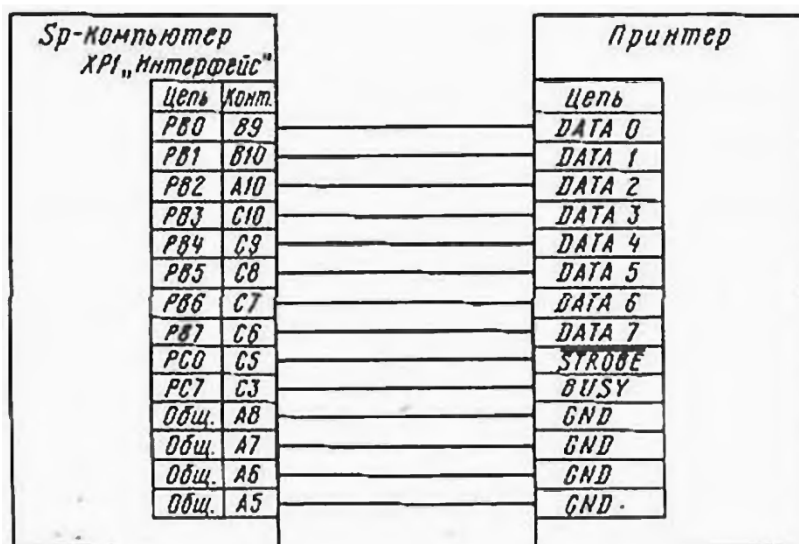 Sp-Компьютер
XP1 „Интерфейс"
Цепь Конт.
PB0 B9
PB1 B10
PB2 A10
PB3 C10
PB4 C9
PB5 C8
PB6 C7
PB7 C6
PC0 C5
PC7 C3
Общ. A8
Общ. A7
Общ. A6
Общ. A5
Принтер
Цепь
DATA 0
DATA 1
DATA 2
DATA 3
DATA 4
DATA 5
DATA 6
DATA 7
STROBE
BUSY
GND
GND
GND
GND